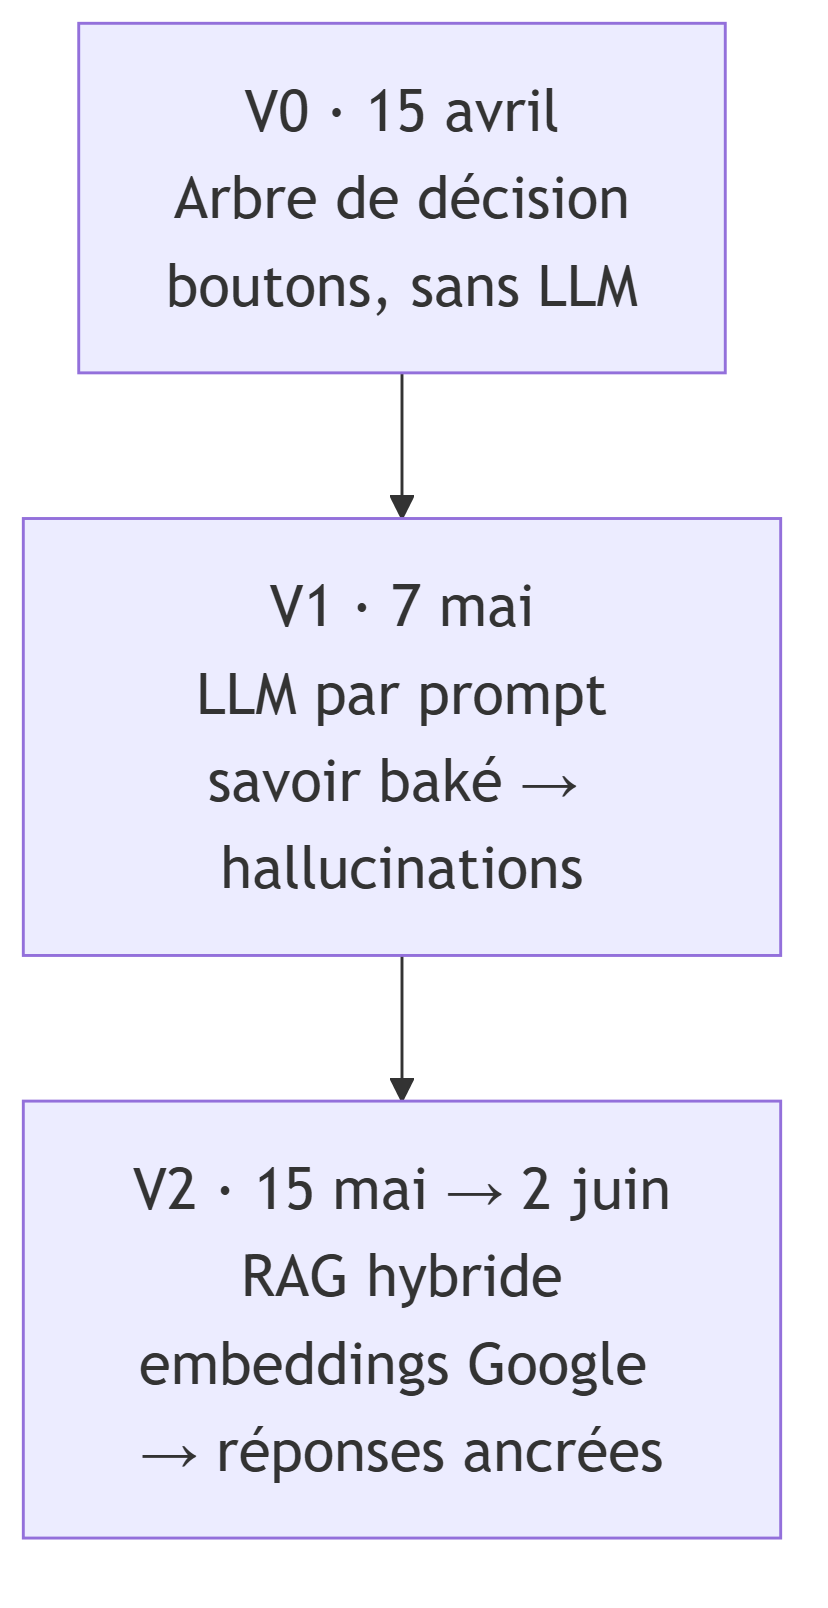 V0 · 15 avril
Arbre de décision
boutons, sans LLM
V1 · 7 mai
LLM par prompt
savoir baké →
hallucinations
V2 · 15 mai → 2 juin
RAG hybride
embeddings Google
→ réponses ancrées